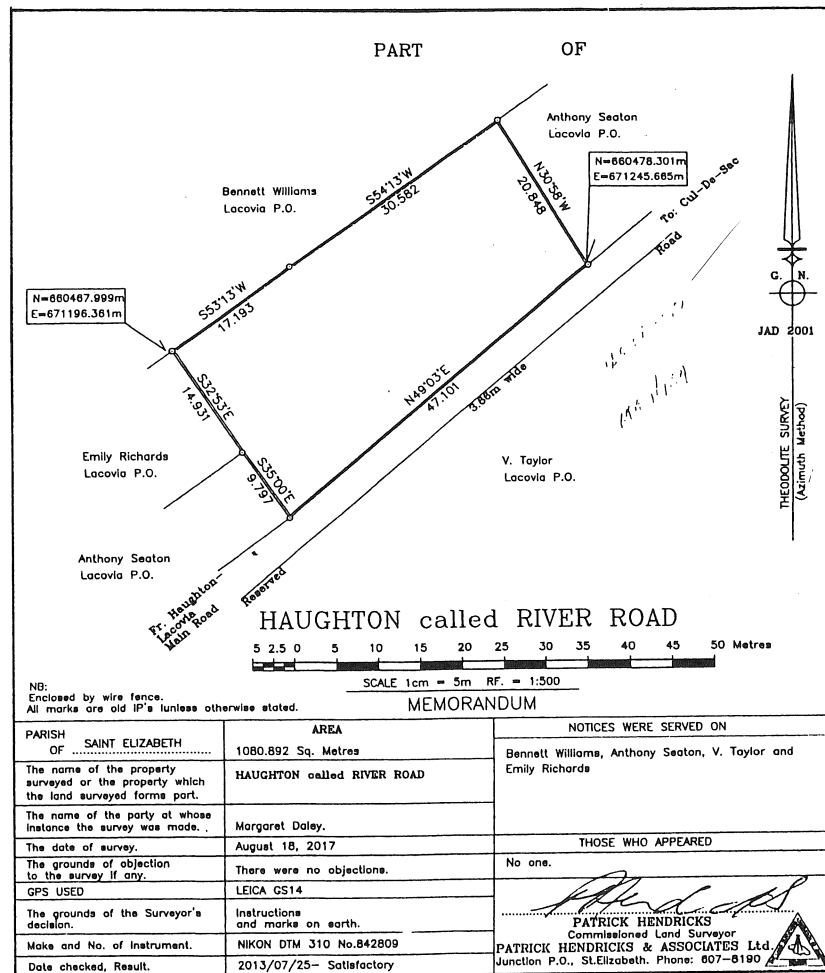 PART OF
Anthony Seaton
Lacovia P.O.
N=660478.301m
E=671245.665m
Bennett Williams
Lacovia P.O.
S54°13'W
30.582
N30°58'W
20.848
To: Cul-De-Sac
Road
G. N.
JAD 2001
N=660467.999m
E=671196.361m
S53°13'W
17.193
N49°03'E
47.101
3.66m wide
S32°53'E
14.931
THEODOLITE SURVEY
(Azimuth Method)
Emily Richards
Lacovia P.O.
S35°00'E
9.797
V. Taylor
Lacovia P.O.
Anthony Seaton
Lacovia P.O.
Fr. Haughton-
Lacovia
Main Road
Reserved
HAUGHTON called RIVER ROAD
5 2.5 0 5 10 15 20 25 30 35 40 45 50 Metres
SCALE 1cm = 5m RF. = 1:500
NB:
Enclosed by wire fence.
All marks are old IP's lunless otherwise stated.
MEMORANDUM
PARISH
OF SAINT ELIZABETH
AREA
1080.892 Sq. Metres
The name of the property
surveyed or the property which
the land surveyed forms part.
HAUGHTON called RIVER ROAD
The name of the party at whose
instance the survey was made. .
Margaret Daley.
The date of survey.
August 18, 2017
The grounds of objection
to the survey if any.
There were no objections.
GPS USED
LEICA GS14
The grounds of the Surveyor's
decision.
Instructions
and marks on earth.
Make and No. of Instrument.
NIKON DTM 310 No.842809
Date checked, Result.
2013/07/25- Satisfactory
NOTICES WERE SERVED ON
Bennett Williams, Anthony Seaton, V. Taylor and
Emily Richards
THOSE WHO APPEARED
No one.
PHendricks
PATRICK HENDRICKS
Commissioned Land Surveyor
PATRICK HENDRICKS & ASSOCIATES Ltd.
Junction P.O., St.Elizabeth. Phone: 607-6190